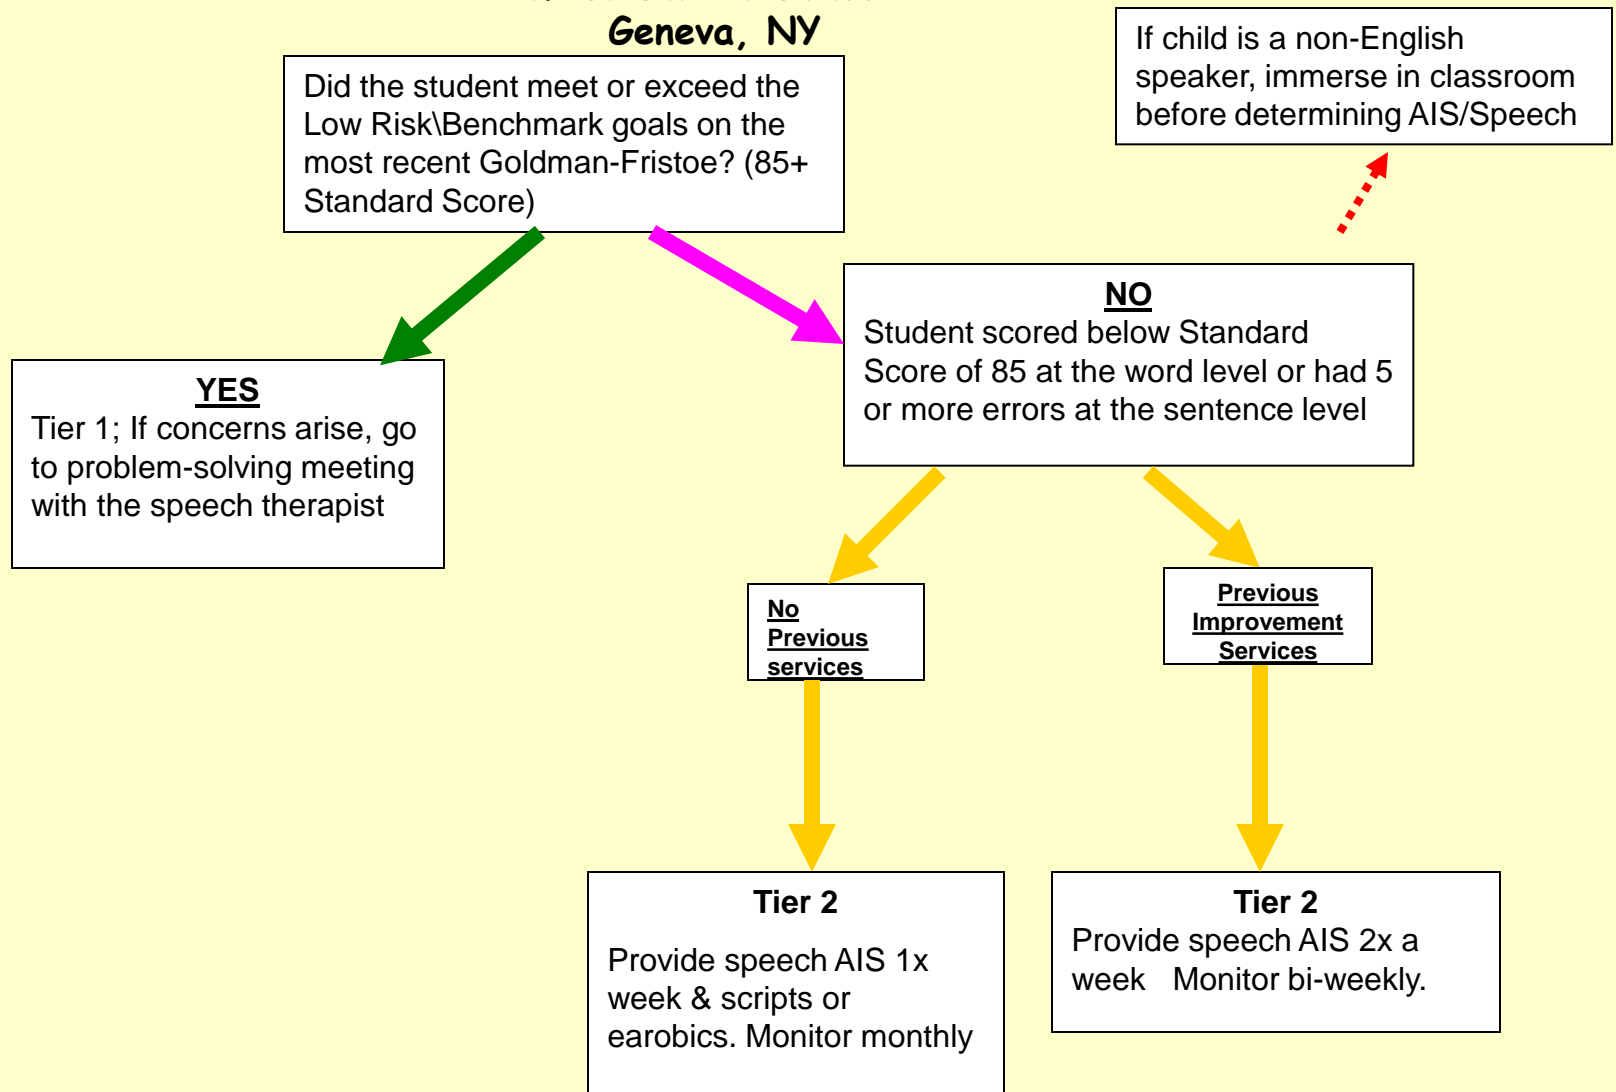 Geneva, NY
If child is a non-English
speaker, immerse in classroom
before determining AIS/Speech
Did the student meet or exceed the
Low Risk\Benchmark goals on the
most recent Goldman-Fristoe? (85+
Standard Score)
NO
Student scored below Standard
Score of 85 at the word level or had 5
or more errors at the sentence level
YES
Tier 1; If concerns arise, go
to problem-solving meeting
with the speech therapist
No
Previous
services
Previous
Improvement
Services
Tier 2
Provide speech AIS 1x
week & scripts or
earobics. Monitor monthly
Tier 2
Provide speech AIS 2x a
week Monitor bi-weekly.